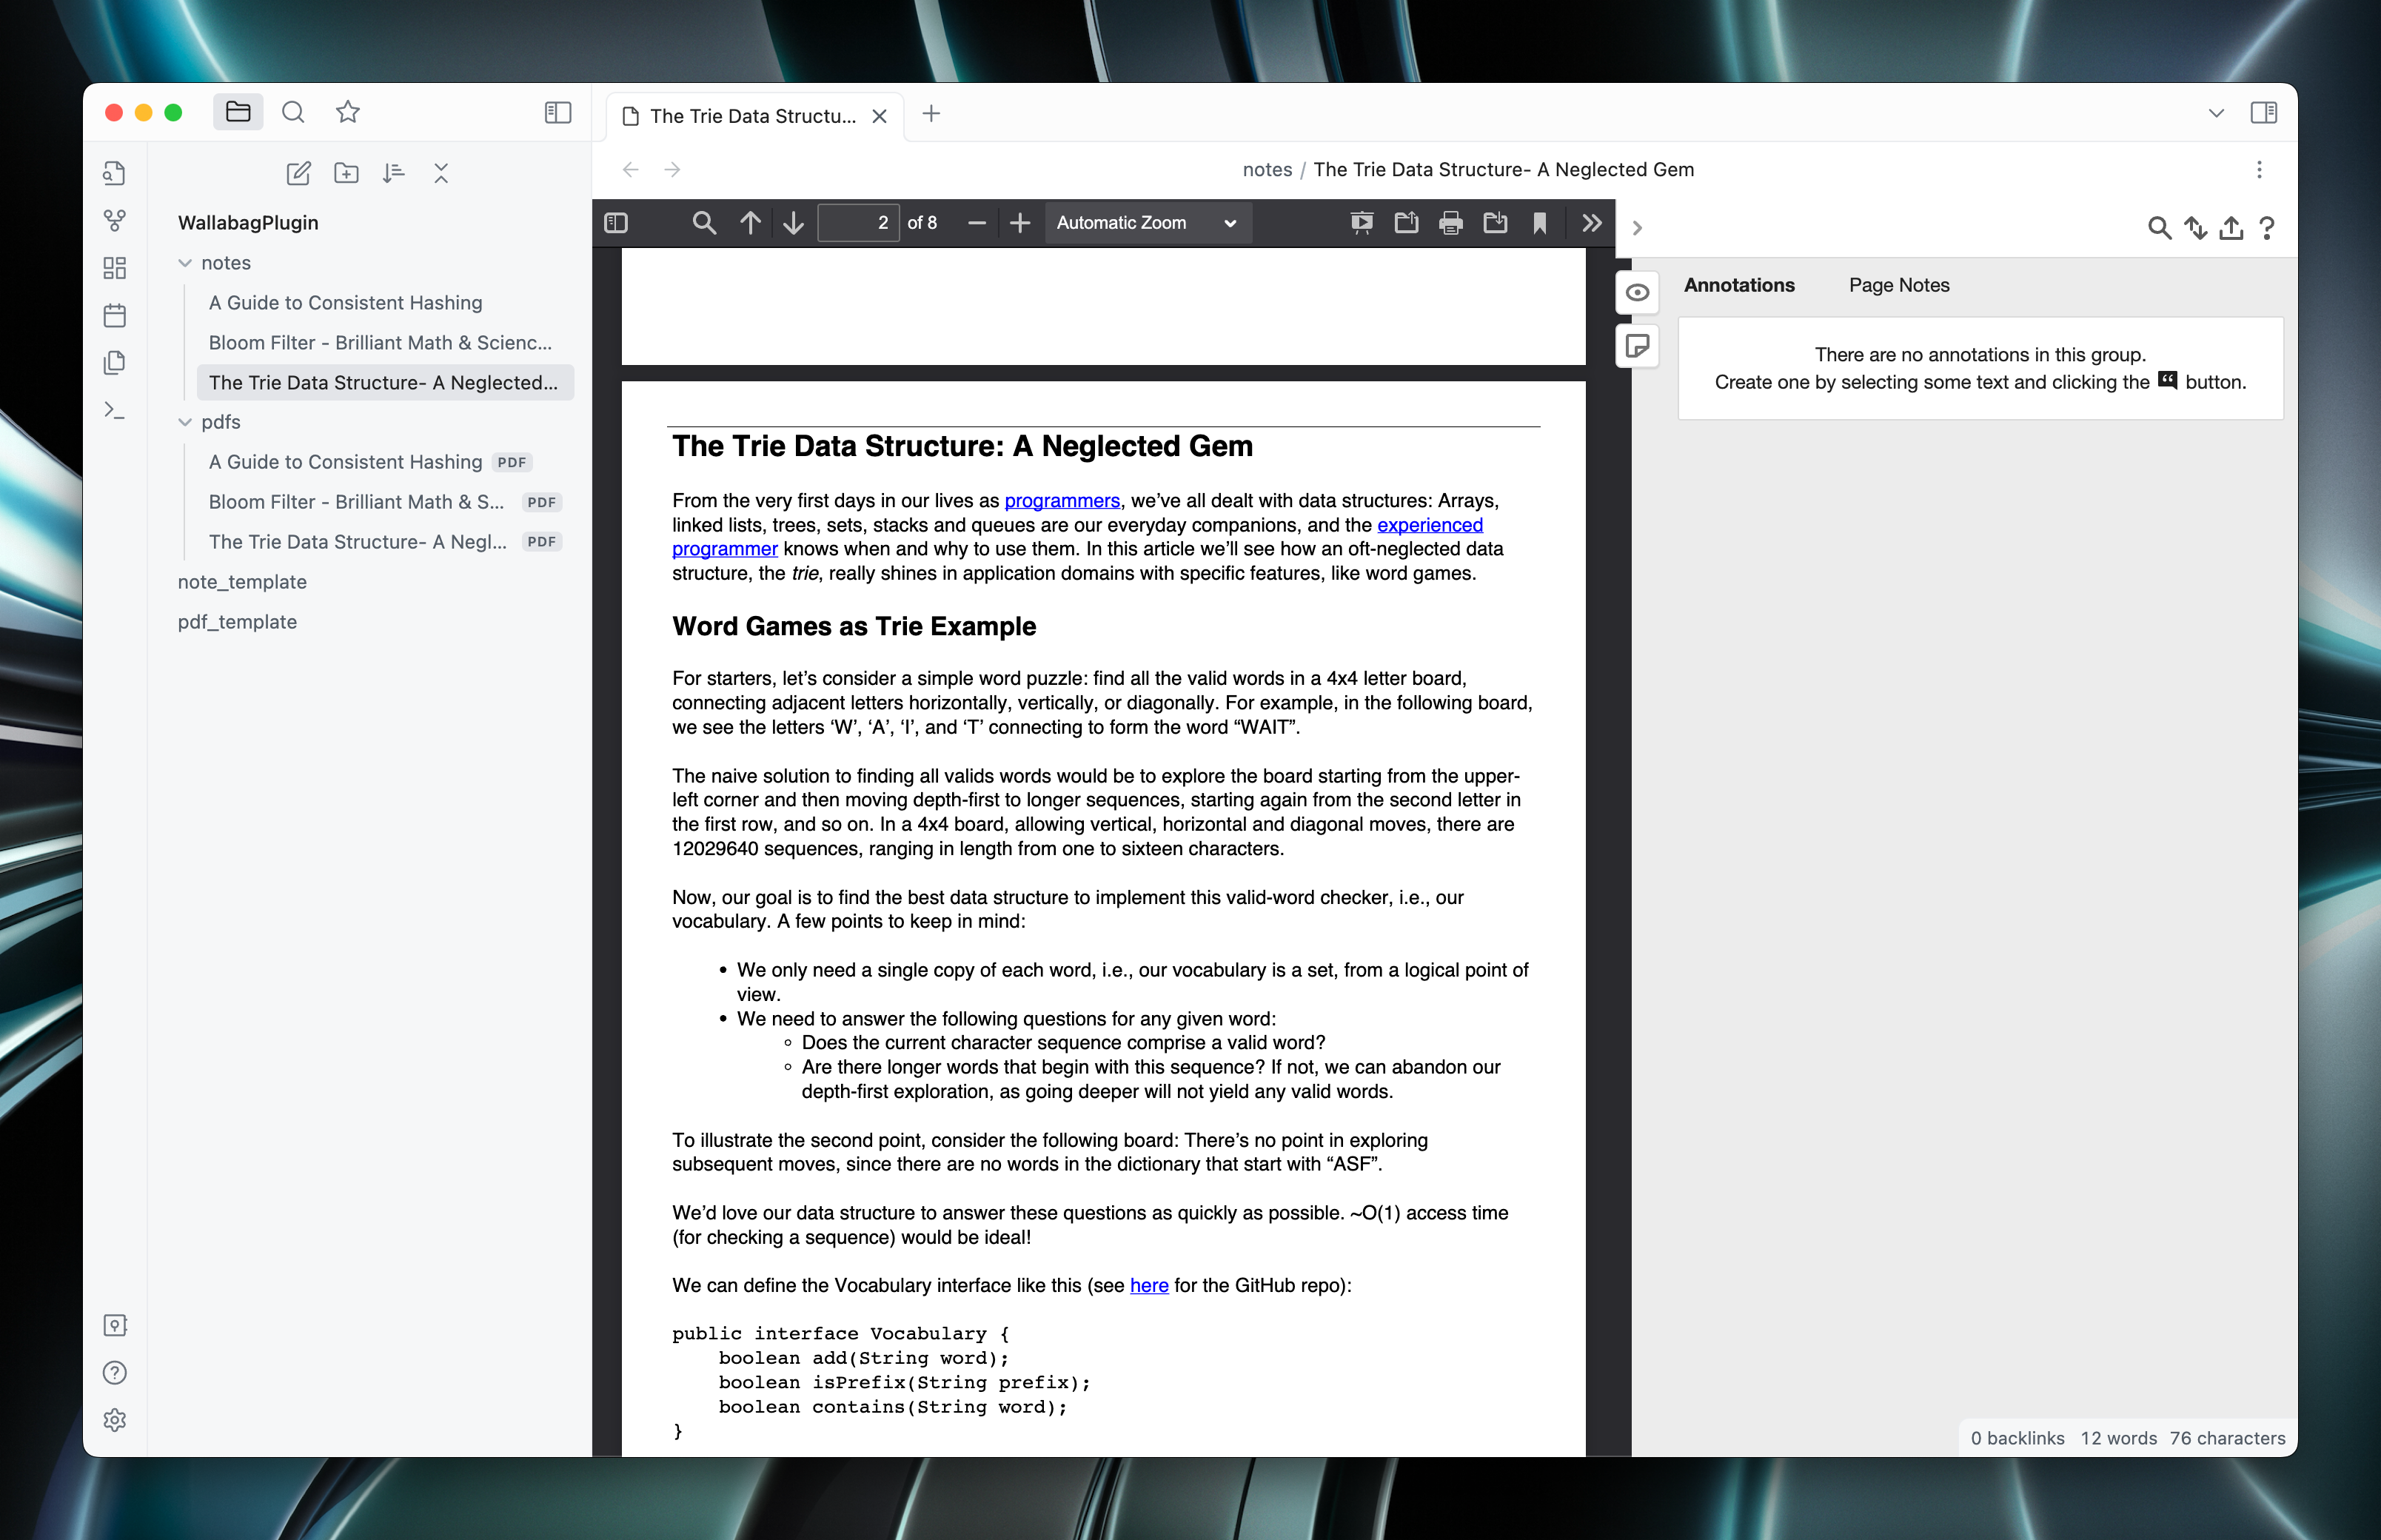 The Trie Data Structu...
notes / The Trie Data Structure- A Neglected Gem
WallabagPlugin
notes
A Guide to Consistent Hashing
Bloom Filter - Brilliant Math & Scienc...
The Trie Data Structure- A Neglected...
pdfs
A Guide to Consistent Hashing PDF
Bloom Filter - Brilliant Math & S... PDF
The Trie Data Structure- A Negl... PDF
note_template
pdf_template
2 of 8
Automatic Zoom
The Trie Data Structure: A Neglected Gem
From the very first days in our lives as programmers, we’ve all dealt with data structures: Arrays,
linked lists, trees, sets, stacks and queues are our everyday companions, and the experienced
programmer knows when and why to use them. In this article we’ll see how an oft-neglected data
structure, the trie, really shines in application domains with specific features, like word games.
Word Games as Trie Example
For starters, let’s consider a simple word puzzle: find all the valid words in a 4x4 letter board,
connecting adjacent letters horizontally, vertically, or diagonally. For example, in the following board,
we see the letters ‘W’, ‘A’, ‘I’, and ‘T’ connecting to form the word “WAIT”.
The naive solution to finding all valids words would be to explore the board starting from the upper-
left corner and then moving depth-first to longer sequences, starting again from the second letter in
the first row, and so on. In a 4x4 board, allowing vertical, horizontal and diagonal moves, there are
12029640 sequences, ranging in length from one to sixteen characters.
Now, our goal is to find the best data structure to implement this valid-word checker, i.e., our
vocabulary. A few points to keep in mind:
• We only need a single copy of each word, i.e., our vocabulary is a set, from a logical point of
view.
• We need to answer the following questions for any given word:
◦ Does the current character sequence comprise a valid word?
◦ Are there longer words that begin with this sequence? If not, we can abandon our
depth-first exploration, as going deeper will not yield any valid words.
To illustrate the second point, consider the following board: There’s no point in exploring
subsequent moves, since there are no words in the dictionary that start with “ASF”.
We’d love our data structure to answer these questions as quickly as possible. ~O(1) access time
(for checking a sequence) would be ideal!
We can define the Vocabulary interface like this (see here for the GitHub repo):
public interface Vocabulary {
    boolean add(String word);
    boolean isPrefix(String prefix);
    boolean contains(String word);
}
Annotations Page Notes
There are no annotations in this group.
Create one by selecting some text and clicking the button.
0 backlinks 12 words 76 characters